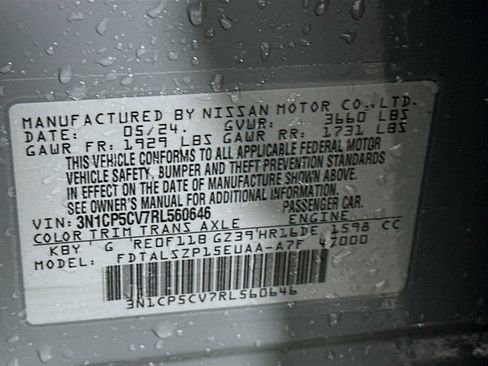 MANUFACTURED BY NISSAN MOTOR CO., LTD.
DATE: 05/24. GVWR: 3660 LBS
GAWR FR: 1929 LBS GAWR RR: 1731 LBS
THIS VEHICLE CONFORMS TO ALL APPLICABLE FEDERAL MOTOR
VEHICLE SAFETY, BUMPER AND THEFT PREVENTION STANDARDS
IN EFFECT ON THE DATE OF MANUFACTURE SHOWN ABOVE.
SEE OWNER'S MANUAL FOR ADDITIONAL INFORMATION.
VIN: 3N1CP5CV7RL560646 PASSENGER CAR.
COLOR TRIM TRANS AXLE ENGINE
KBY G RE0F11B GZ39 HR16DE 1598 CC
MODEL: FDTALSZP15EUAA-A7F 47000
3N1CP5CV7RL560646